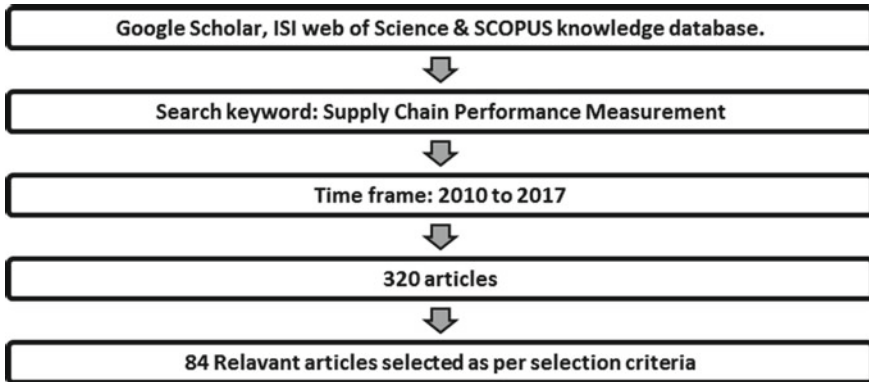 Google Scholar, ISI web of Science & SCOPUS knowledge database.
Search keyword: Supply Chain Performance Measurement
Time frame: 2010 to 2017
320 articles
84 Relavant articles selected as per selection criteria